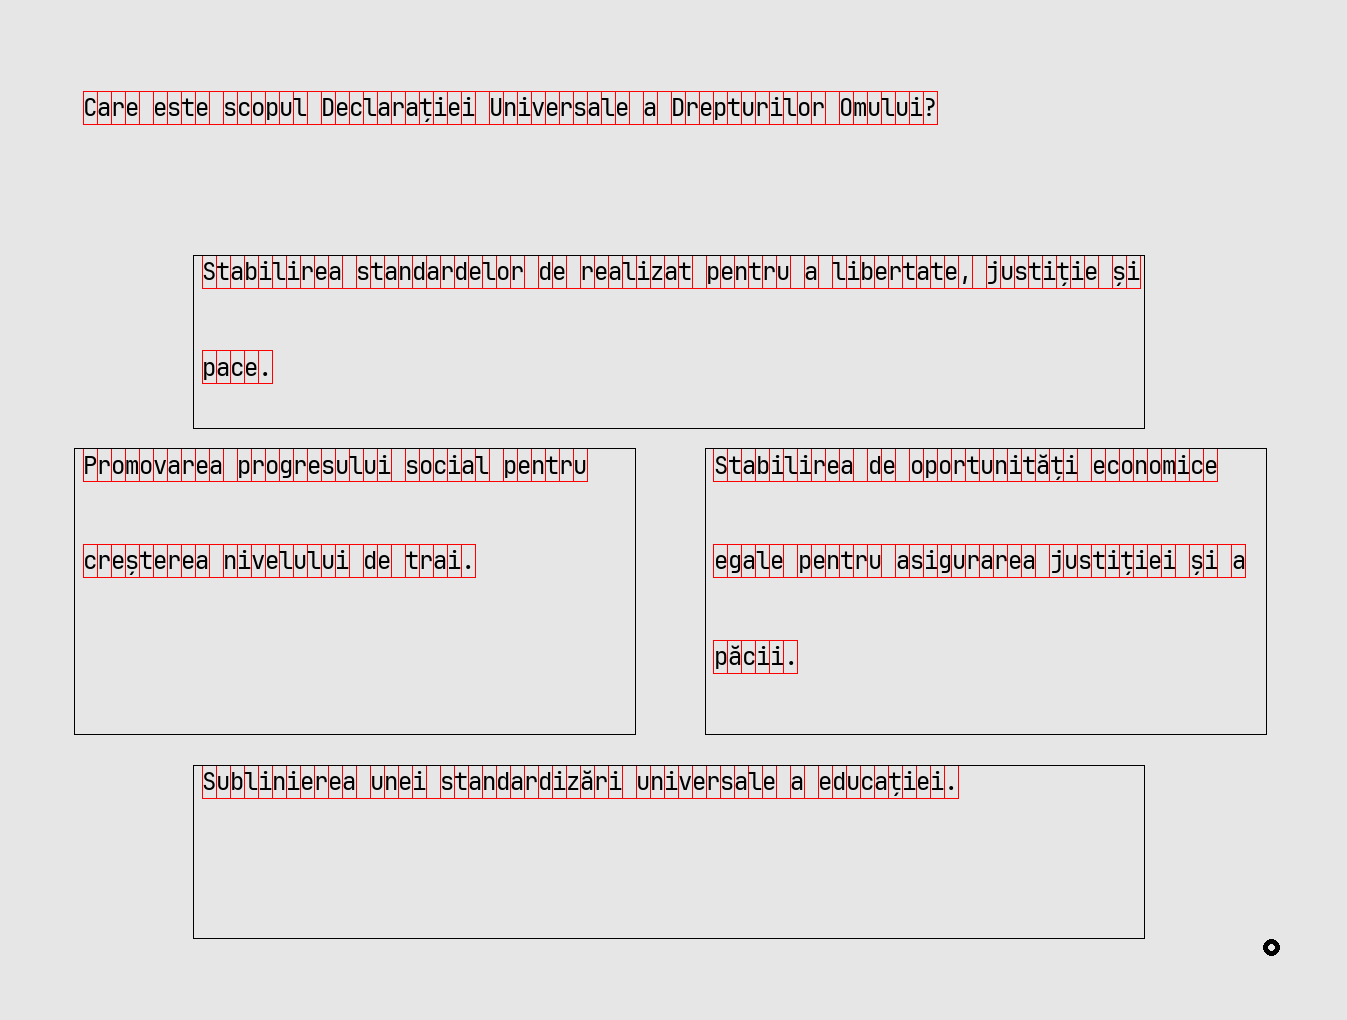 Care este scopul Declarației Universale a Drepturilor Omului?
Stabilirea standardelor de realizat pentru a libertate, justiție și
pace.
Promovarea progresului social pentru
creșterea nivelului de trai.
Stabilirea de oportunități economice
egale pentru asigurarea justiției și a
păcii.
Sublinierea unei standardizări universale a educației.